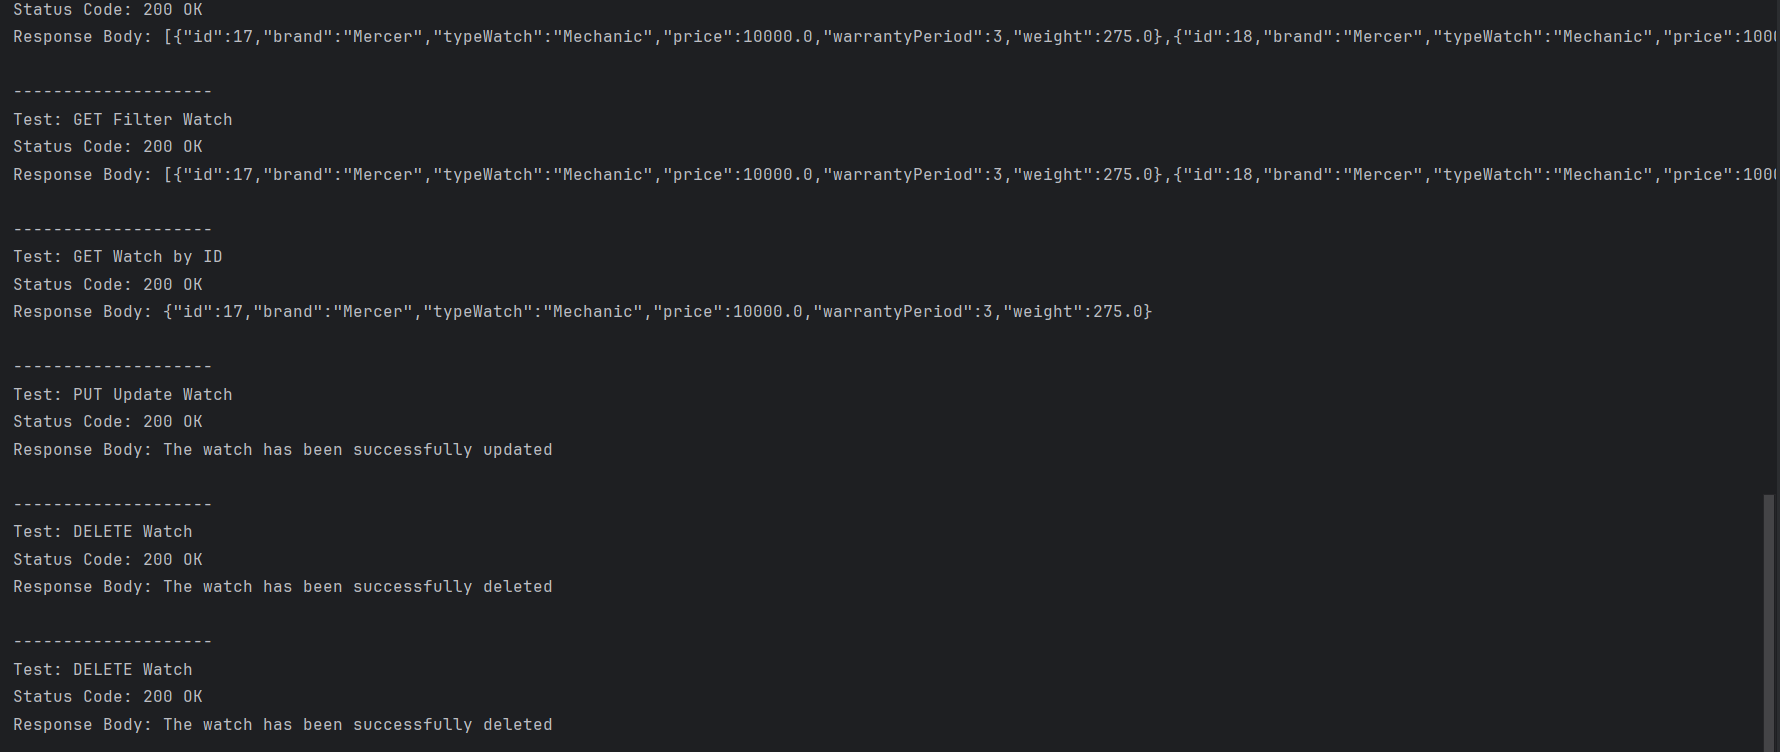 Status Code: 200 OK
Response Body: [{"id":17,"brand":"Mercer","typeWatch":"Mechanic","price":10000.0,"warrantyPeriod":3,"weight":275.0},{"id":18,"brand":"Mercer","typeWatch":"Mechanic","price":1000
--------------------
Test: GET Filter Watch
Status Code: 200 OK
Response Body: [{"id":17,"brand":"Mercer","typeWatch":"Mechanic","price":10000.0,"warrantyPeriod":3,"weight":275.0},{"id":18,"brand":"Mercer","typeWatch":"Mechanic","price":1000
--------------------
Test: GET Watch by ID
Status Code: 200 OK
Response Body: {"id":17,"brand":"Mercer","typeWatch":"Mechanic","price":10000.0,"warrantyPeriod":3,"weight":275.0}
--------------------
Test: PUT Update Watch
Status Code: 200 OK
Response Body: The watch has been successfully updated
--------------------
Test: DELETE Watch
Status Code: 200 OK
Response Body: The watch has been successfully deleted
--------------------
Test: DELETE Watch
Status Code: 200 OK
Response Body: The watch has been successfully deleted